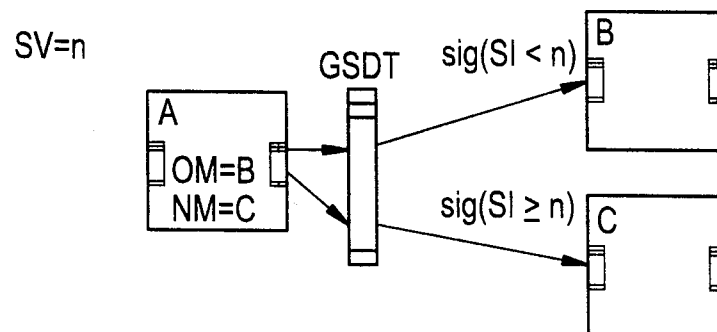 SV=n
GSDT
sig(SI < n)
B
A
OM=B
NM=C
sig(SI ≥ n)
C